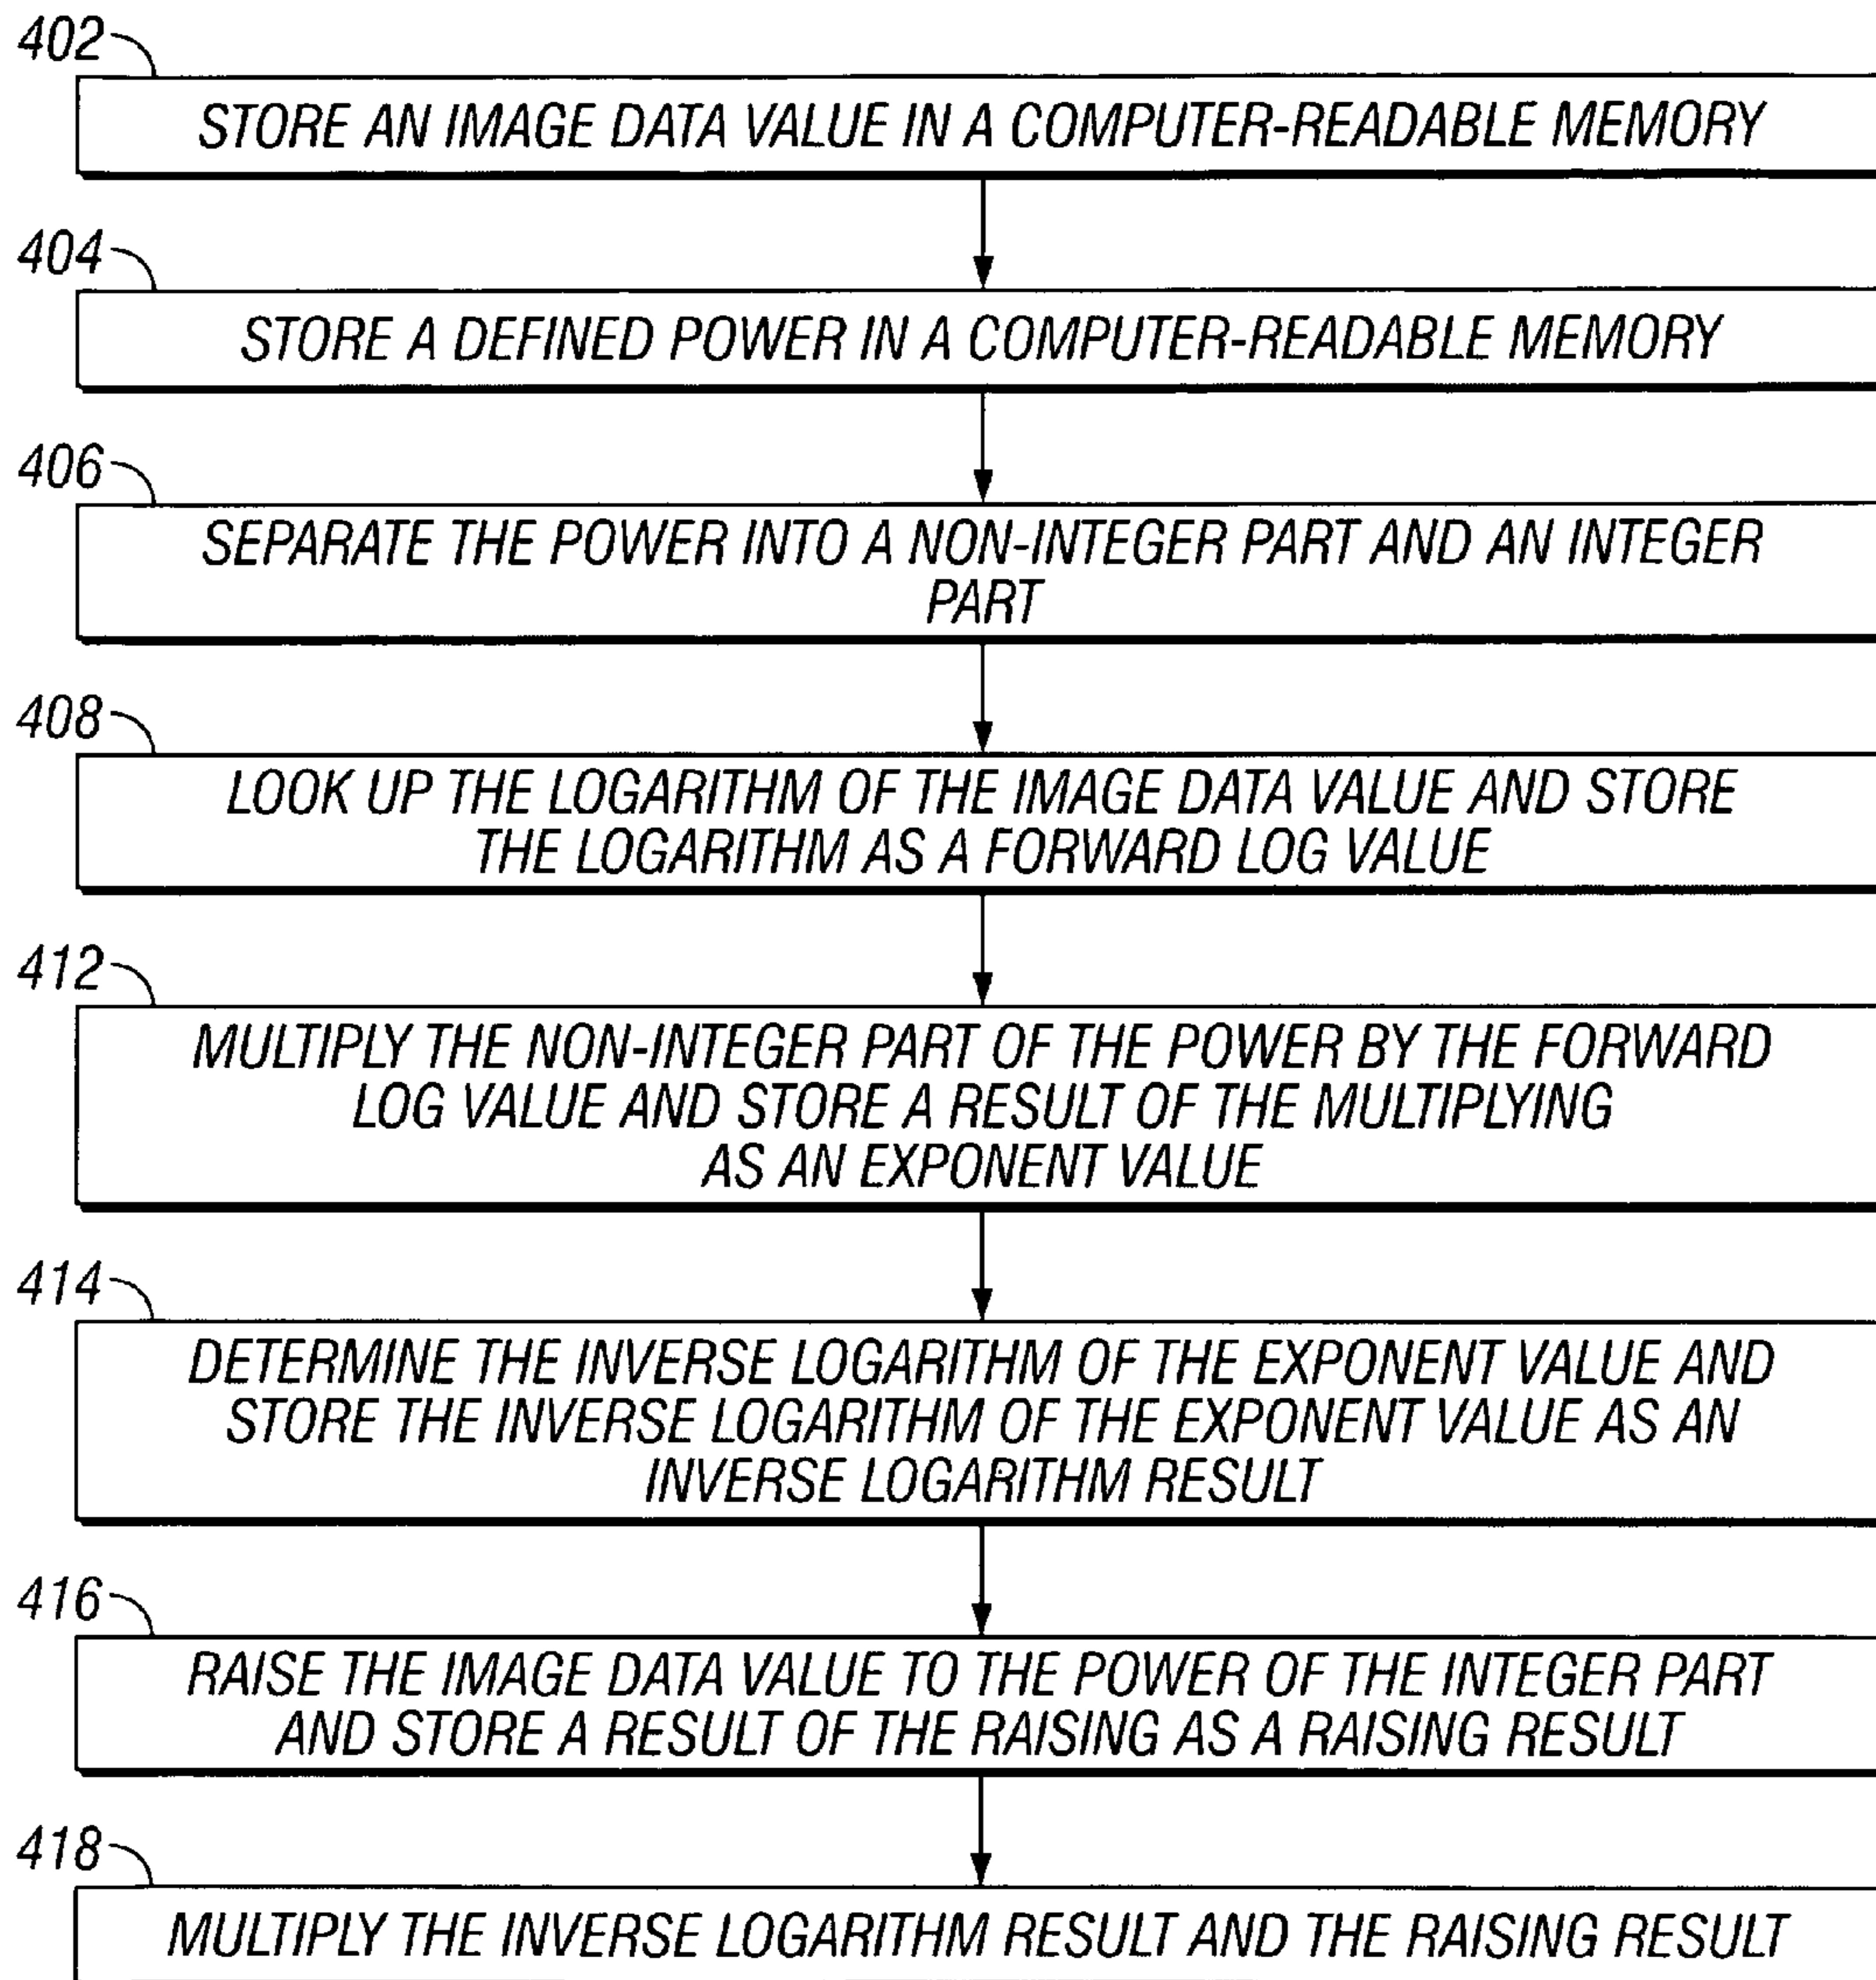 402
STORE AN IMAGE DATA VALUE IN A COMPUTER-READABLE MEMORY
404
STORE A DEFINED POWER IN A COMPUTER-READABLE MEMORY
406
SEPARATE THE POWER INTO A NON-INTEGER PART AND AN INTEGER
PART
408
LOOK UP THE LOGARITHM OF THE IMAGE DATA VALUE AND STORE
THE LOGARITHM AS A FORWARD LOG VALUE
412
MULTIPLY THE NON-INTEGER PART OF THE POWER BY THE FORWARD
LOG VALUE AND STORE A RESULT OF THE MULTIPLYING
AS AN EXPONENT VALUE
414
DETERMINE THE INVERSE LOGARITHM OF THE EXPONENT VALUE AND
STORE THE INVERSE LOGARITHM OF THE EXPONENT VALUE AS AN
INVERSE LOGARITHM RESULT
416
RAISE THE IMAGE DATA VALUE TO THE POWER OF THE INTEGER PART
AND STORE A RESULT OF THE RAISING AS A RAISING RESULT
418
MULTIPLY THE INVERSE LOGARITHM RESULT AND THE RAISING RESULT